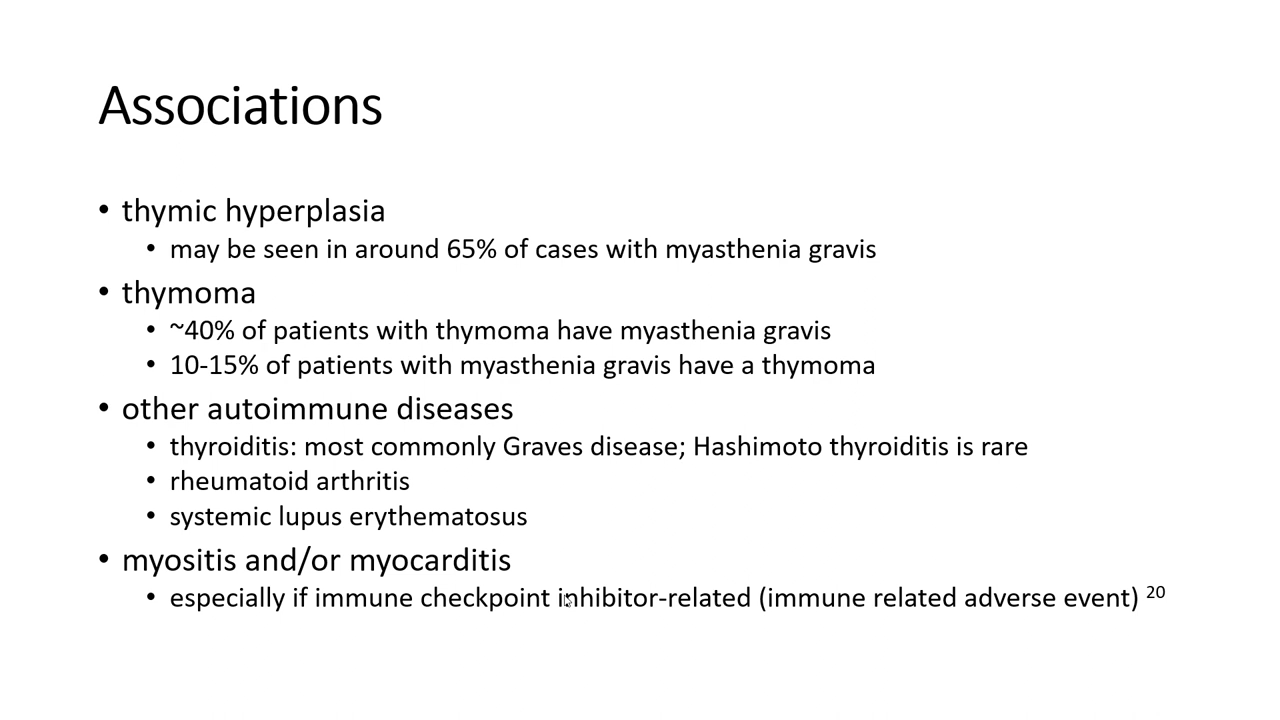 Associations
• thymic hyperplasia
• may be seen in around 65% of cases with myasthenia gravis
• thymoma
• ~40% of patients with thymoma have myasthenia gravis
• 10-15% of patients with myasthenia gravis have a thymoma
• other autoimmune diseases
• thyroiditis: most commonly Graves disease; Hashimoto thyroiditis is rare
• rheumatoid arthritis
• systemic lupus erythematosus
• myositis and/or myocarditis
• especially if immune checkpoint inhibitor-related (immune related adverse event) 20